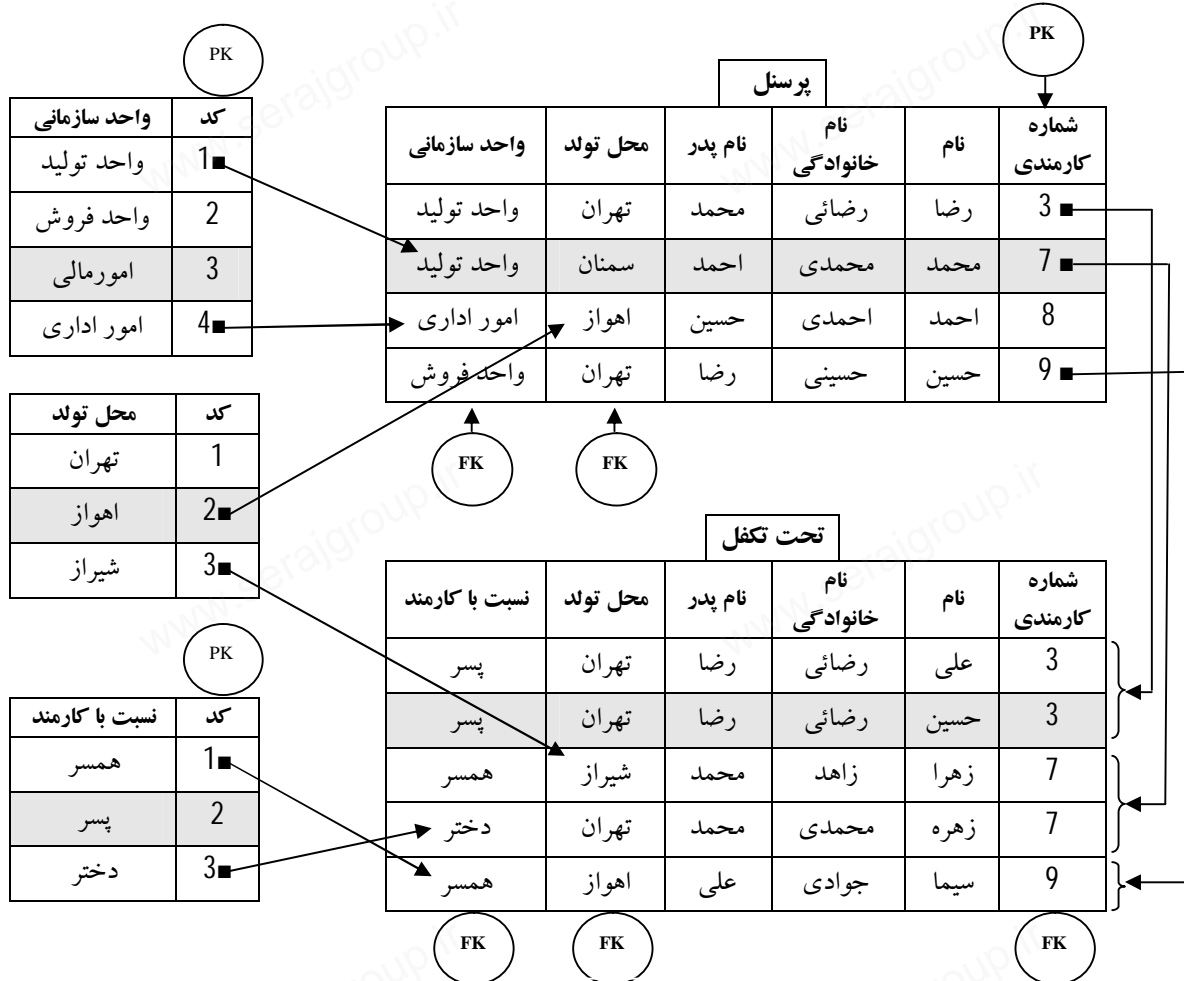 PK
واحد سازمانی کد
واحد تولید 1
واحد فروش 2
امورمالی 3
امور اداری 4
PK
پرسنل
شماره کارمندی نام نام خانوادگی نام پدر محل تولد واحد سازمانی
3 رضا رضائی محمد تهران واحد تولید
7 محمد محمدی احمد سمنان واحد تولید
8 احمد احمدی حسین اهواز امور اداری
9 حسین حسینی رضا تهران واحد فروش
FK FK
کد محل تولد
1 تهران
2 اهواز
3 شیراز
تحت تکفل
شماره کارمندی نام نام خانوادگی نام پدر محل تولد نسبت با کارمند
3 علی رضائی رضا تهران پسر
3 حسین رضائی رضا تهران پسر
7 زهرا زاهد محمد شیراز همسر
7 زهره محمدی محمد تهران دختر
9 سیما جوادی علی اهواز همسر
FK FK FK
PK
کد نسبت با کارمند
1 همسر
2 پسر
3 دختر
www.serajgroup.ir